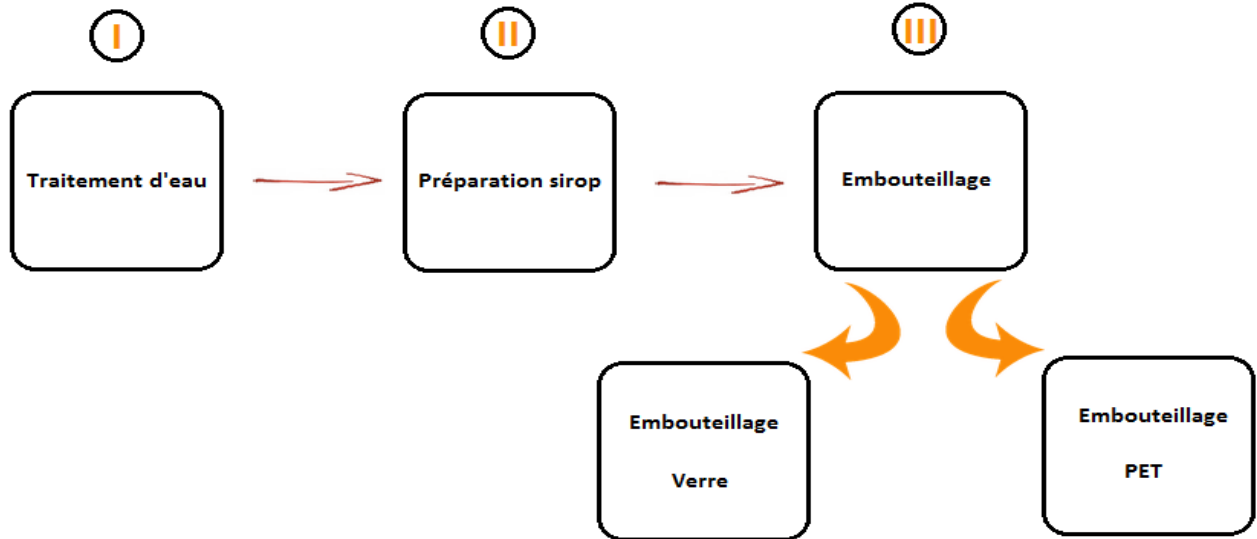 I
II
III
Traitement d'eau
Préparation sirop
Embouteillage
Embouteillage
Verre
Embouteillage
PET